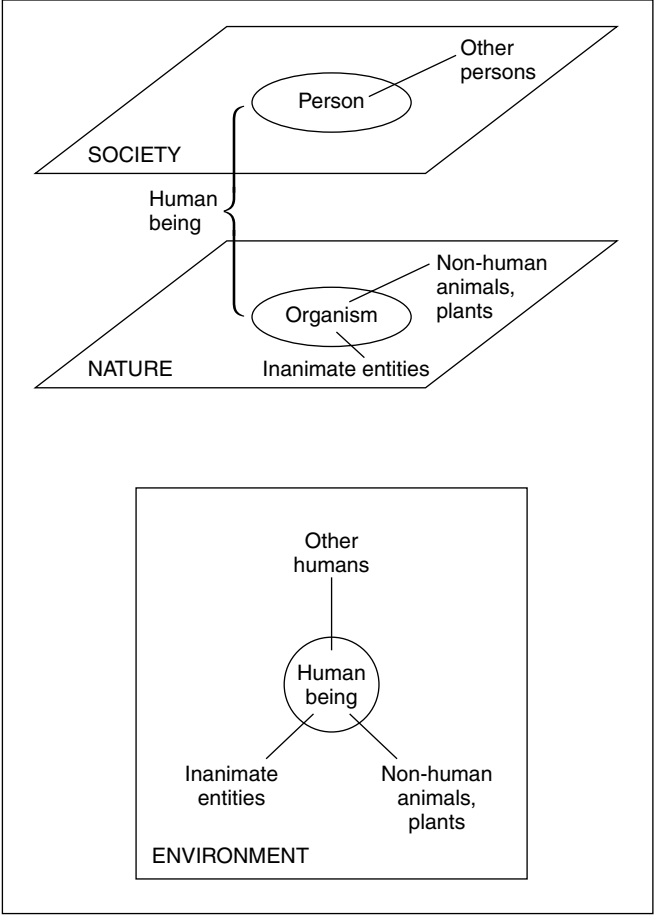 Other
persons
Person
SOCIETY
Human
being
Non-human
animals,
plants
Organism
Inanimate entities
NATURE
Other
humans
Human
being
Inanimate
entities
Non-human
animals,
plants
ENVIRONMENT